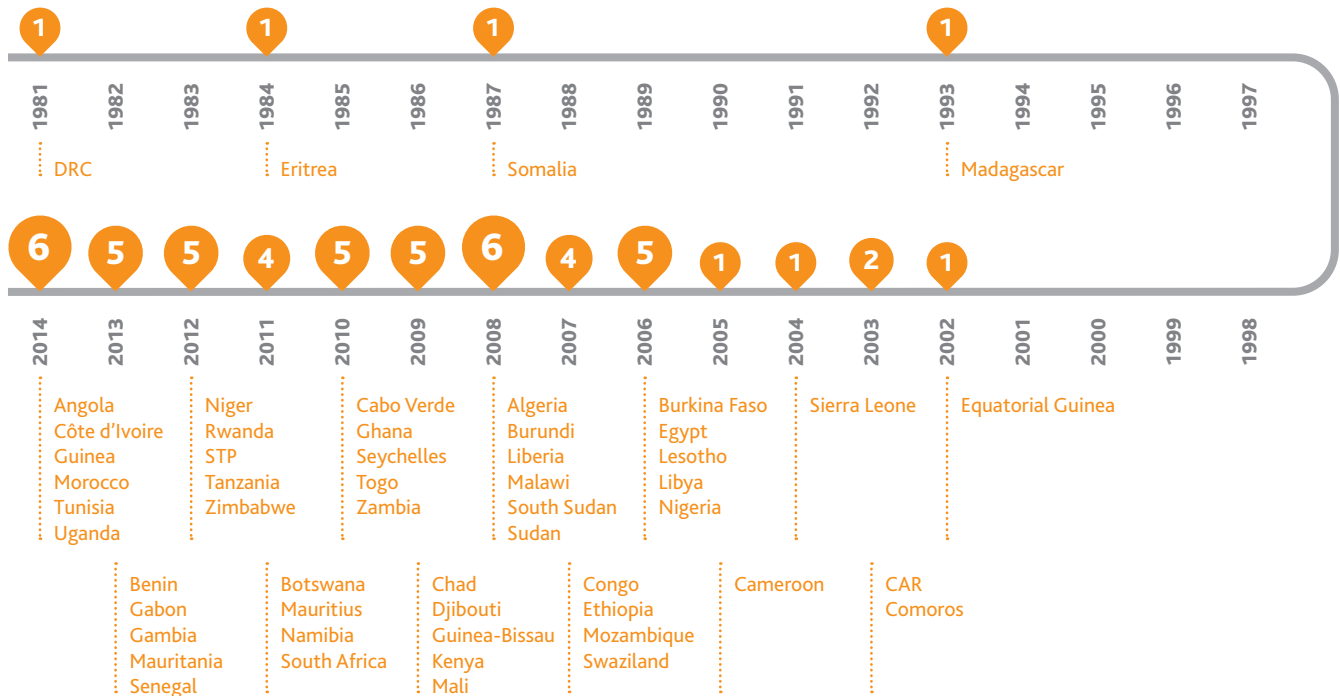 1 1 1 1
1981 1982 1983 1984 1985 1986 1987 1988 1989 1990 1991 1992 1993 1994 1995 1996 1997
DRC Eritrea Somalia Madagascar
6 5 5 4 5 5 6 4 5 1 1 2 1
2014 2013 2012 2011 2010 2009 2008 2007 2006 2005 2004 2003 2002 2001 2000 1999 1998
Angola
Côte d'Ivoire
Guinea
Morocco
Tunisia
Uganda
Niger
Rwanda
STP
Tanzania
Zimbabwe
Cabo Verde
Ghana
Seychelles
Togo
Zambia
Algeria
Burundi
Liberia
Malawi
South Sudan
Sudan
Burkina Faso
Egypt
Lesotho
Libya
Nigeria
Sierra Leone
Equatorial Guinea
Benin
Gabon
Gambia
Mauritania
Senegal
Botswana
Mauritius
Namibia
South Africa
Chad
Djibouti
Guinea-Bissau
Kenya
Mali
Congo
Ethiopia
Mozambique
Swaziland
Cameroon
CAR
Comoros